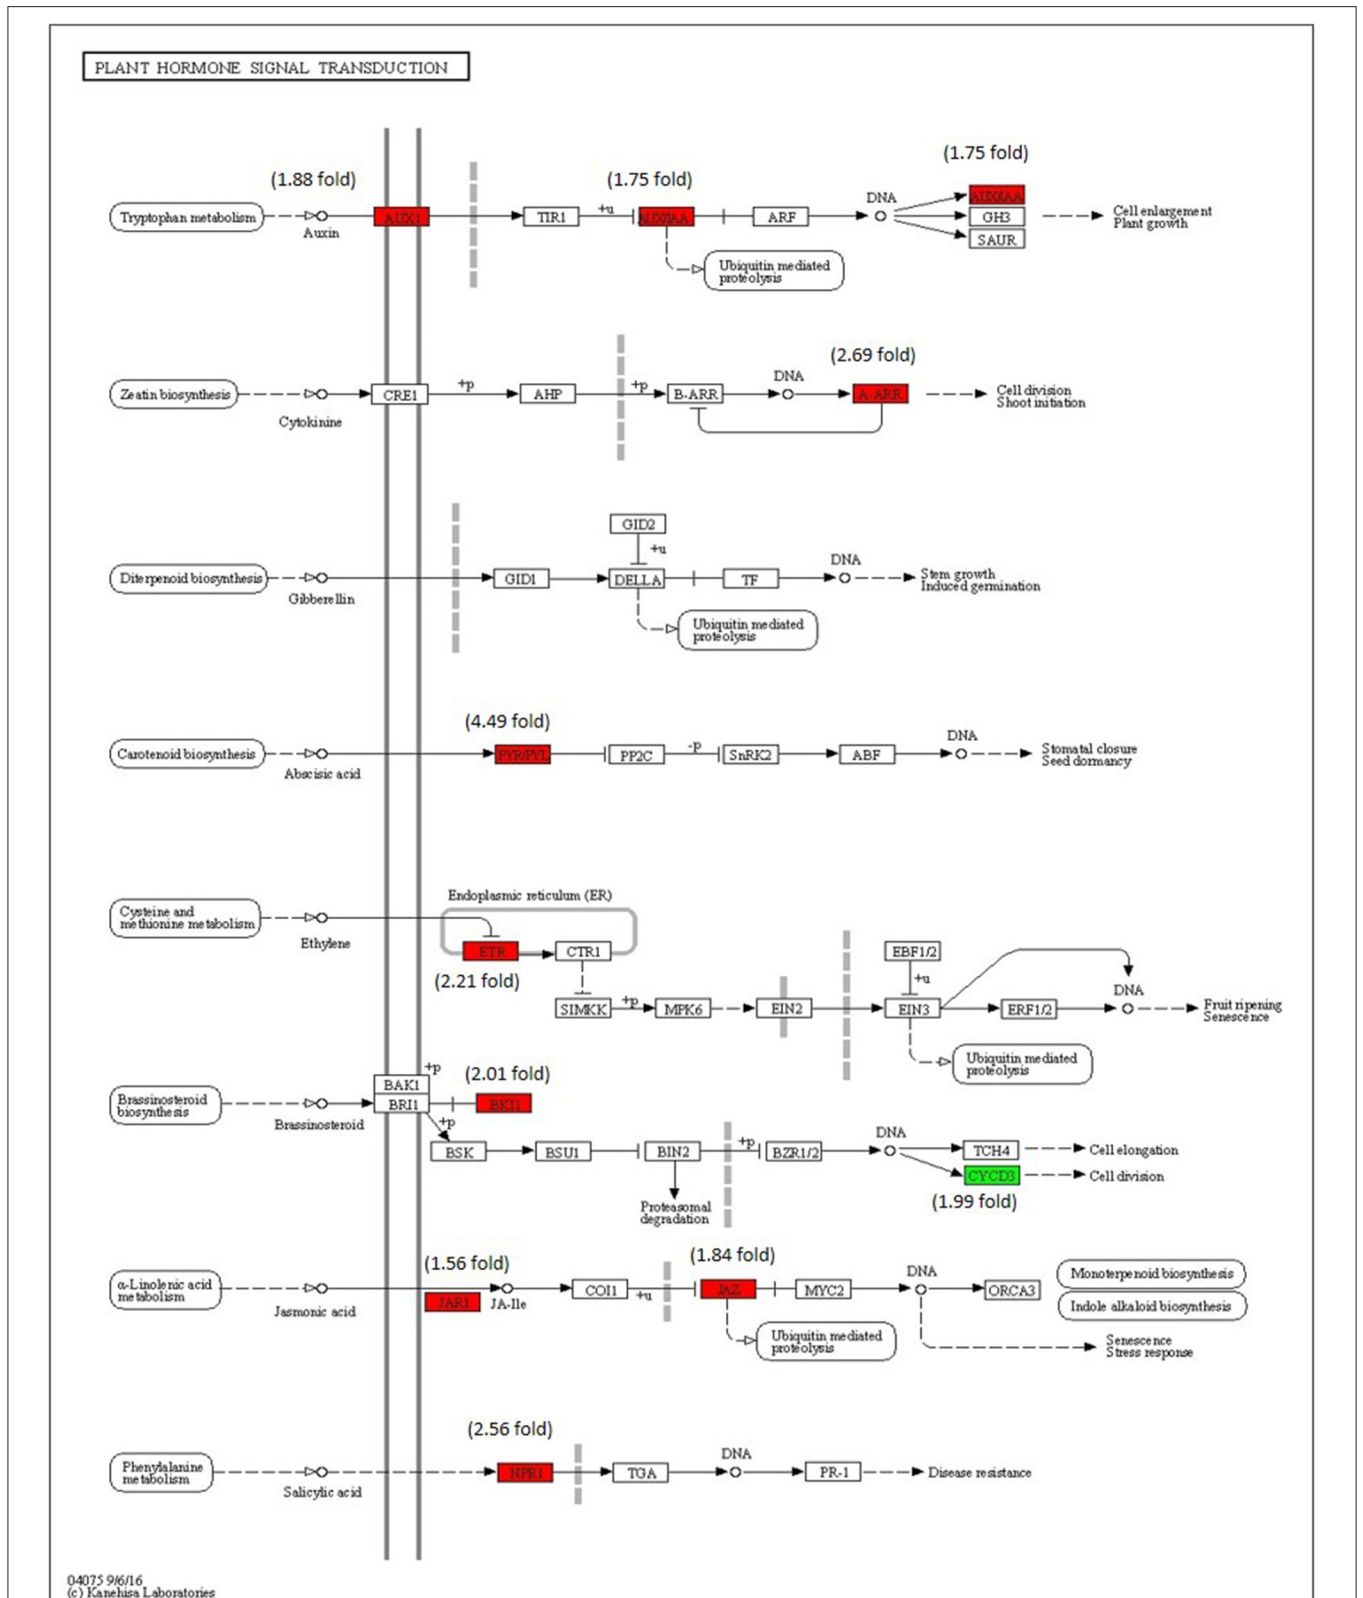 PLANT HORMONE SIGNAL TRANSDUCTION
(1.88 fold)
(1.75 fold)
(1.75 fold)
Tryptophan metabolism
Auxin
AUX1
TIR1
+u
AUX/IAA
ARF
DNA
AUX/IAA
GH3
SAUR
Cell enlargement
Plant growth
Ubiquitin mediated
proteolysis
(2.69 fold)
Zeatin biosynthesis
Cytokinine
CRE1
+p
AHP
+p
B-ARR
DNA
A-ARR
Cell division
Shoot initiation
GID2
+u
Diterpenoid biosynthesis
Gibberellin
GID1
DELLA
TF
DNA
Stem growth
Induced germination
Ubiquitin mediated
proteolysis
(4.49 fold)
Carotenoid biosynthesis
Abscisic acid
PYR/PYL
PP2C
-p
SnRK2
ABF
DNA
Stomatal closure
Seed dormancy
Endoplasmic reticulum (ER)
Cysteine and
methionine metabolism
Ethylene
ETR
CTR1
(2.21 fold)
EBF1/2
+u
SIMKK
+p
MPK6
EIN2
EIN3
ERF1/2
DNA
Fruit ripening
Senescence
Ubiquitin mediated
proteolysis
(2.01 fold)
Brassinosteroid
biosynthesis
Brassinosteroid
BAK1
+p
BRI1
BKI1
+p
BSK
BSU1
BIN2
+p
BZR1/2
DNA
TCH4
Cell elongation
CYCD3
Cell division
(1.99 fold)
Proteasomal
degradation
(1.56 fold)
(1.84 fold)
α-Linolenic acid
metabolism
Jasmonic acid
JAR1
JA-Ile
COI1
+u
JAZ
MYC2
DNA
ORCA3
Monoterpenoid biosynthesis
Indole alkaloid biosynthesis
Ubiquitin mediated
proteolysis
Senescence
Stress response
(2.56 fold)
Phenylalanine
metabolism
Salicylic acid
NPR1
TGA
DNA
PR-1
Disease resistance
04075 9/6/16
(c) Kanehisa Laboratories